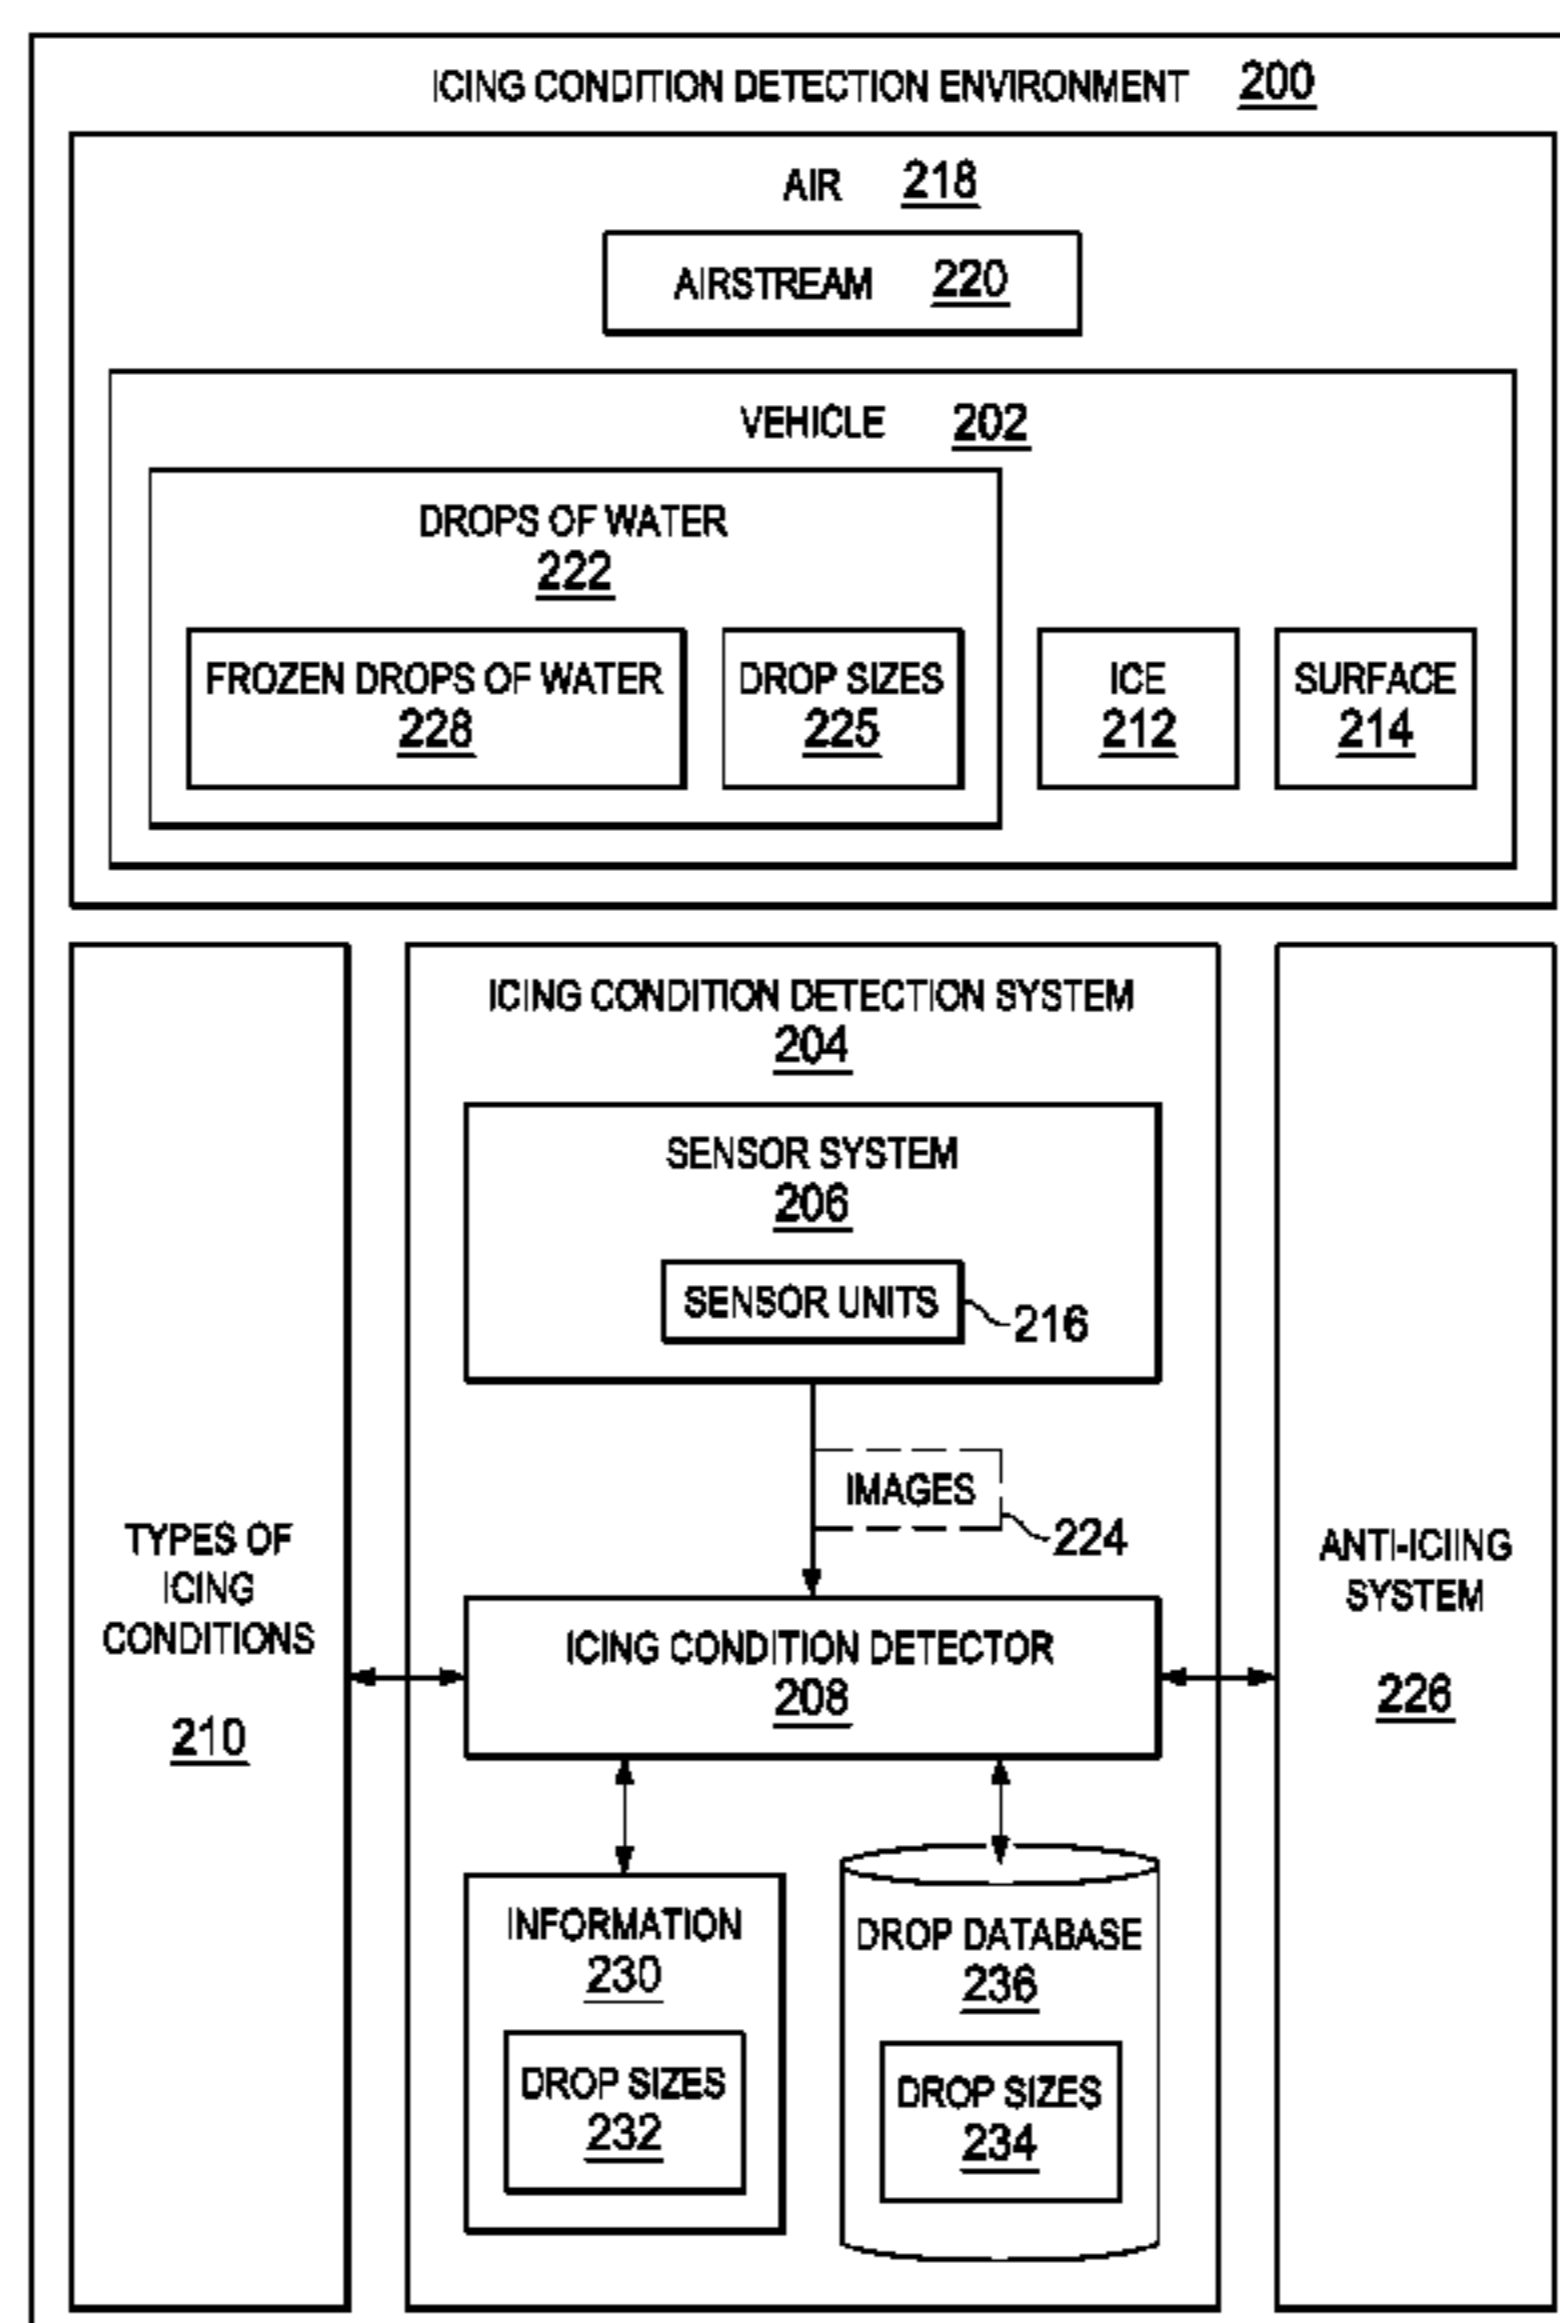 ICING CONDITION DETECTION ENVIRONMENT 200
AIR 218
AIRSTREAM 220
VEHICLE 202
DROPS OF WATER
222
FROZEN DROPS OF WATER
228
DROP SIZES
225
ICE
212
SURFACE
214
TYPES OF
ICING
CONDITIONS
210
ICING CONDITION DETECTION SYSTEM
204
SENSOR SYSTEM
206
SENSOR UNITS
216
IMAGES
224
ICING CONDITION DETECTOR
208
INFORMATION
230
DROP SIZES
232
DROP DATABASE
236
DROP SIZES
234
ANTI-ICIING
SYSTEM
226